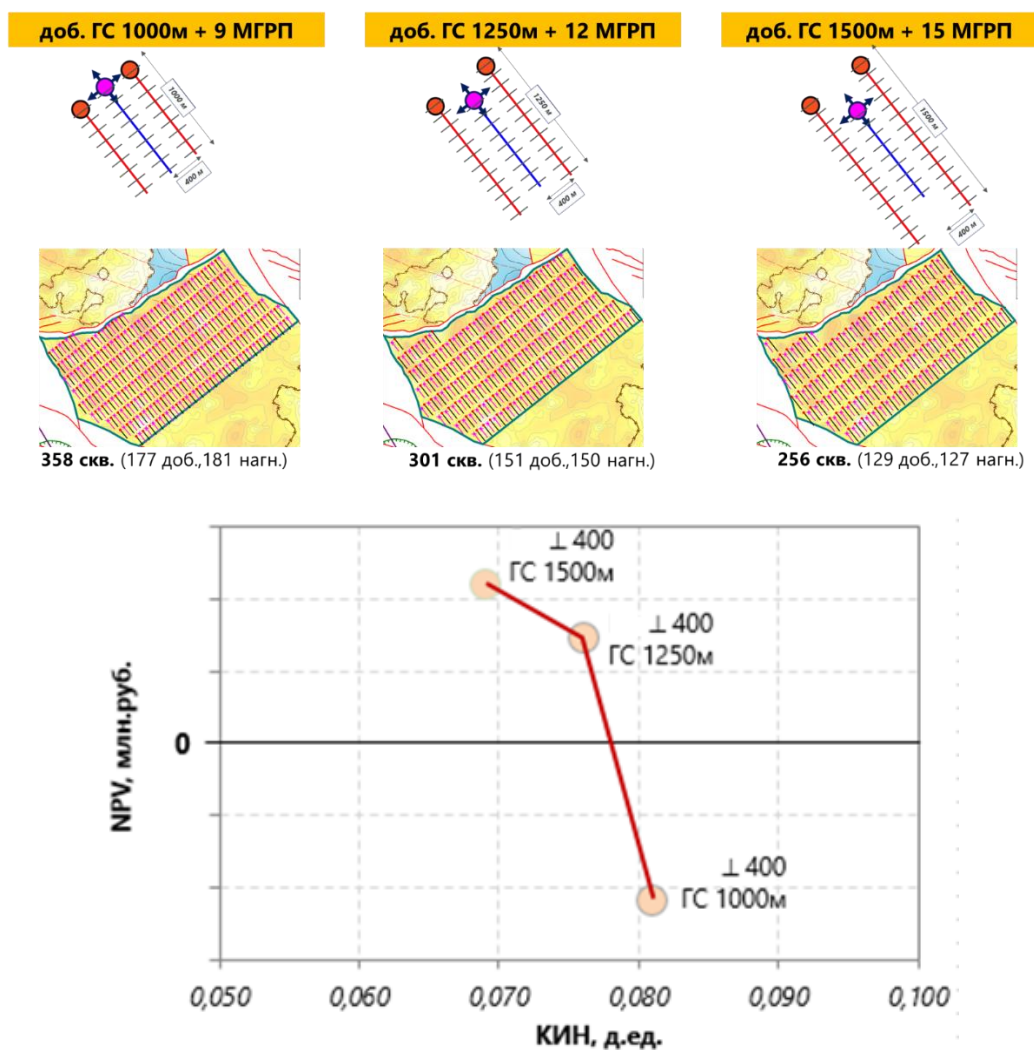 доб. ГС 1000м + 9 МГРП
доб. ГС 1250м + 12 МГРП
доб. ГС 1500м + 15 МГРП
1000 м
400 м
1250 м
400 м
1500 м
400 м
358 скв. (177 доб.,181 нагн.)
301 скв. (151 доб.,150 нагн.)
256 скв. (129 доб.,127 нагн.)
⊥ 400
ГС 1500м
⊥ 400
ГС 1250м
⊥ 400
ГС 1000м
NPV, млн.руб.
0
0,050
0,060
0,070
0,080
0,090
0,100
КИН, д.ед.